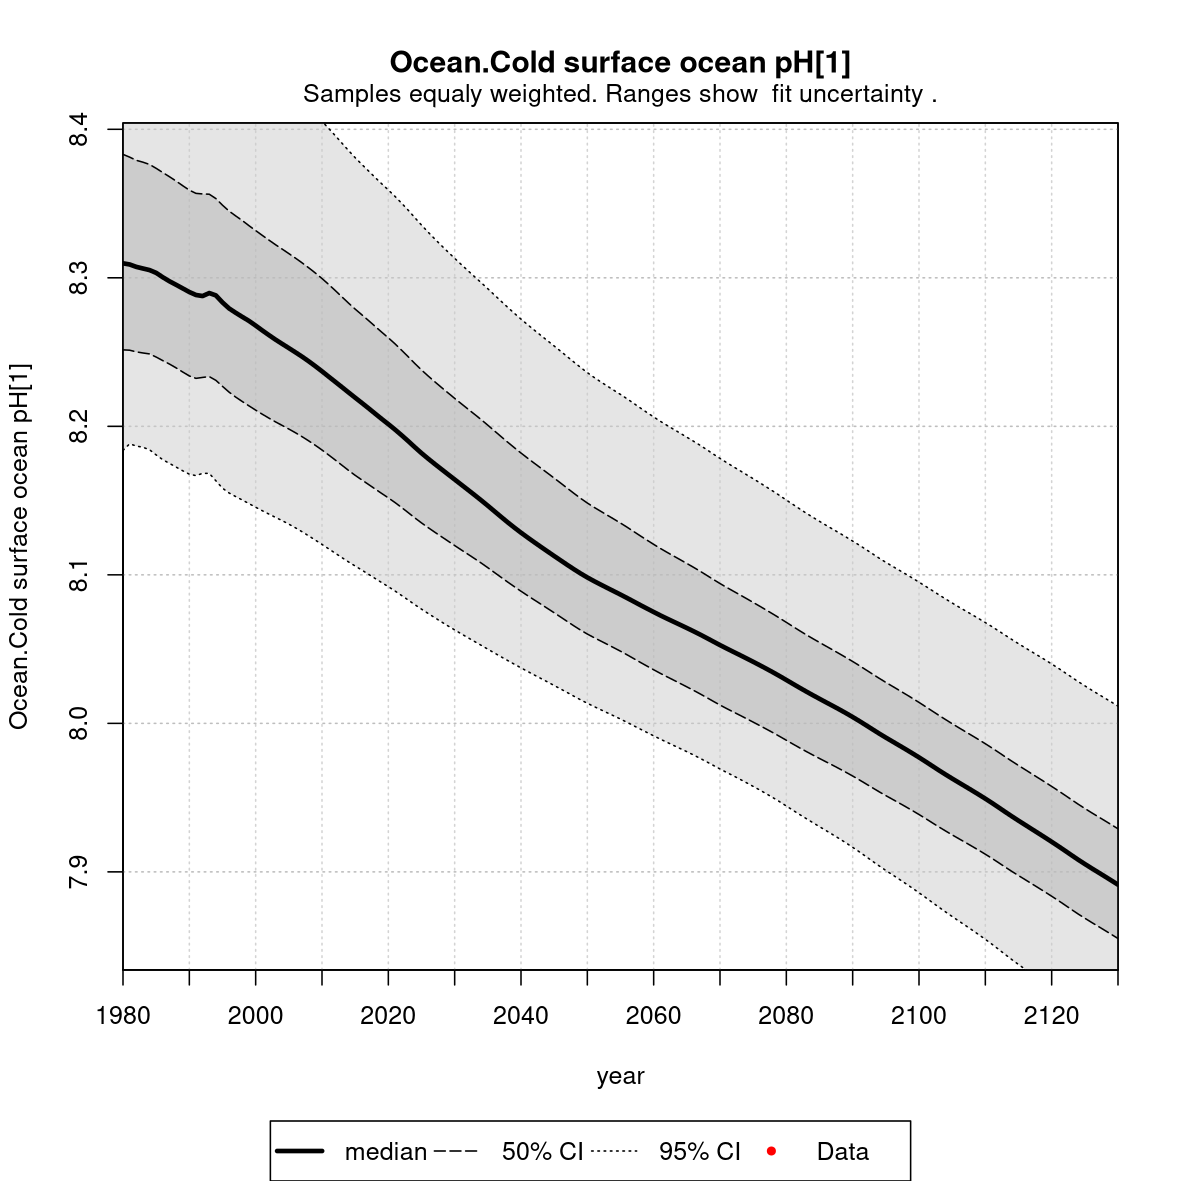 Ocean.Cold surface ocean pH[1]
Samples equaly weighted. Ranges show  fit uncertainty .
Ocean.Cold surface ocean pH[1]
8.4
8.3
8.2
8.1
8.0
7.9
1980 2000 2020 2040 2060 2080 2100 2120
year
median 50% CI 95% CI Data